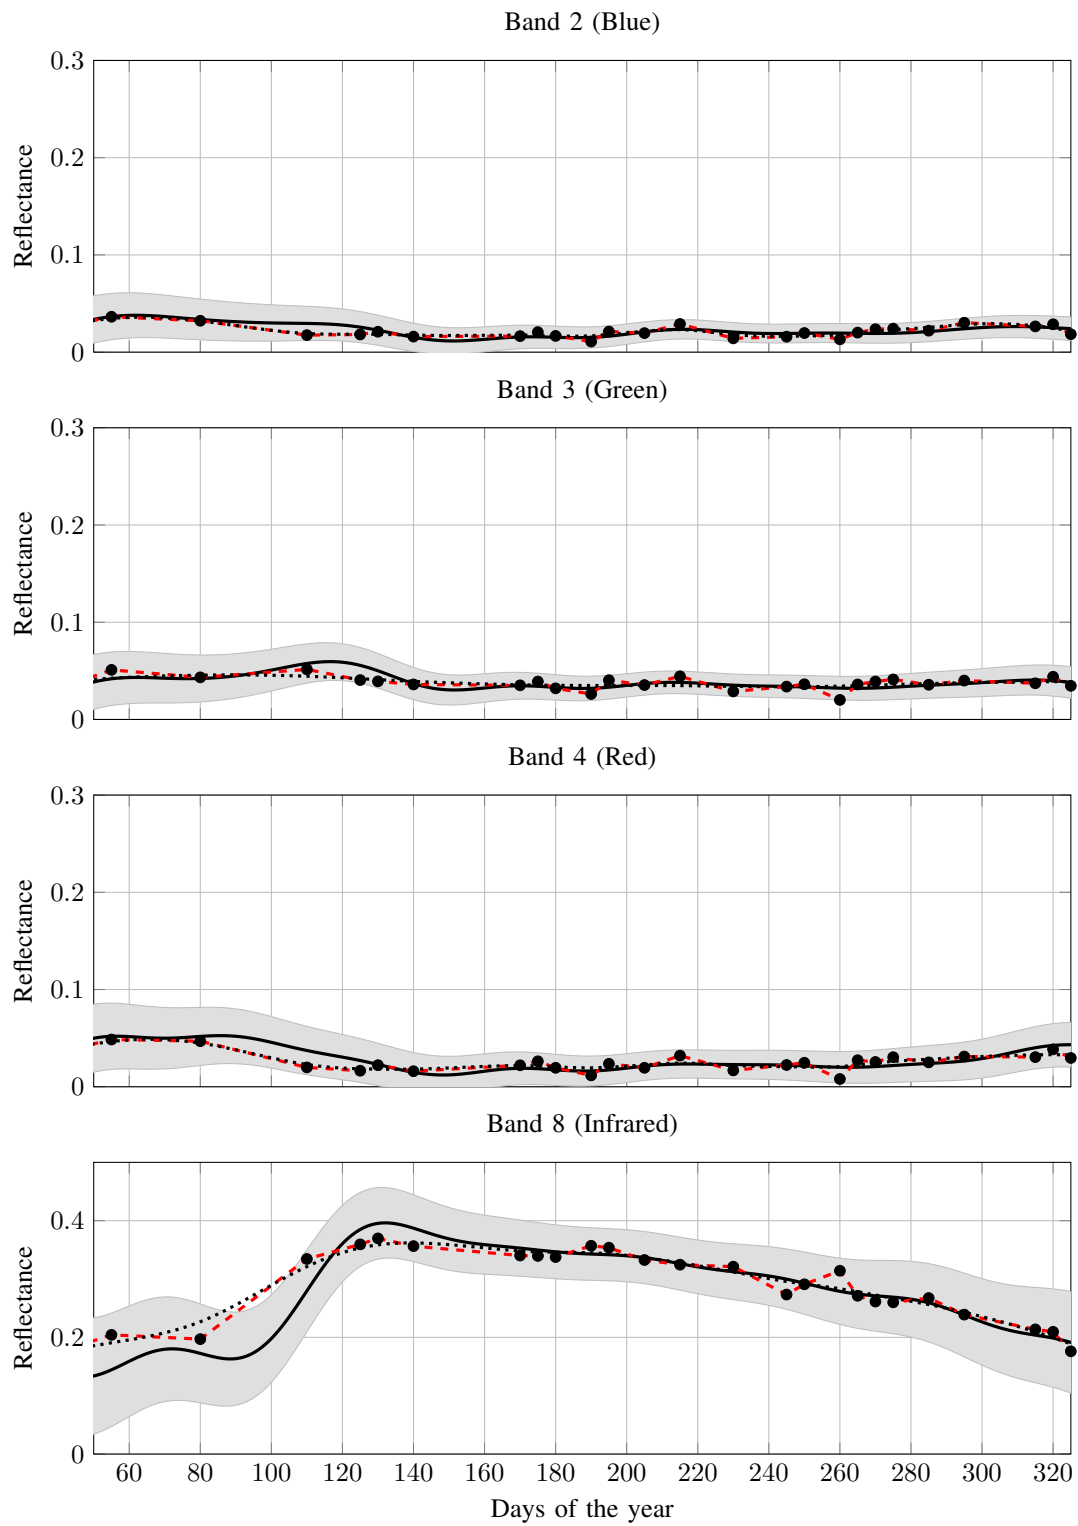 Band 2 (Blue)
0.3
0.2
0.1
0
Reflectance
Band 3 (Green)
0.3
0.2
0.1
0
Reflectance
Band 4 (Red)
0.3
0.2
0.1
0
Reflectance
Band 8 (Infrared)
0.4
0.2
0
Reflectance
60 80 100 120 140 160 180 200 220 240 260 280 300 320
Days of the year